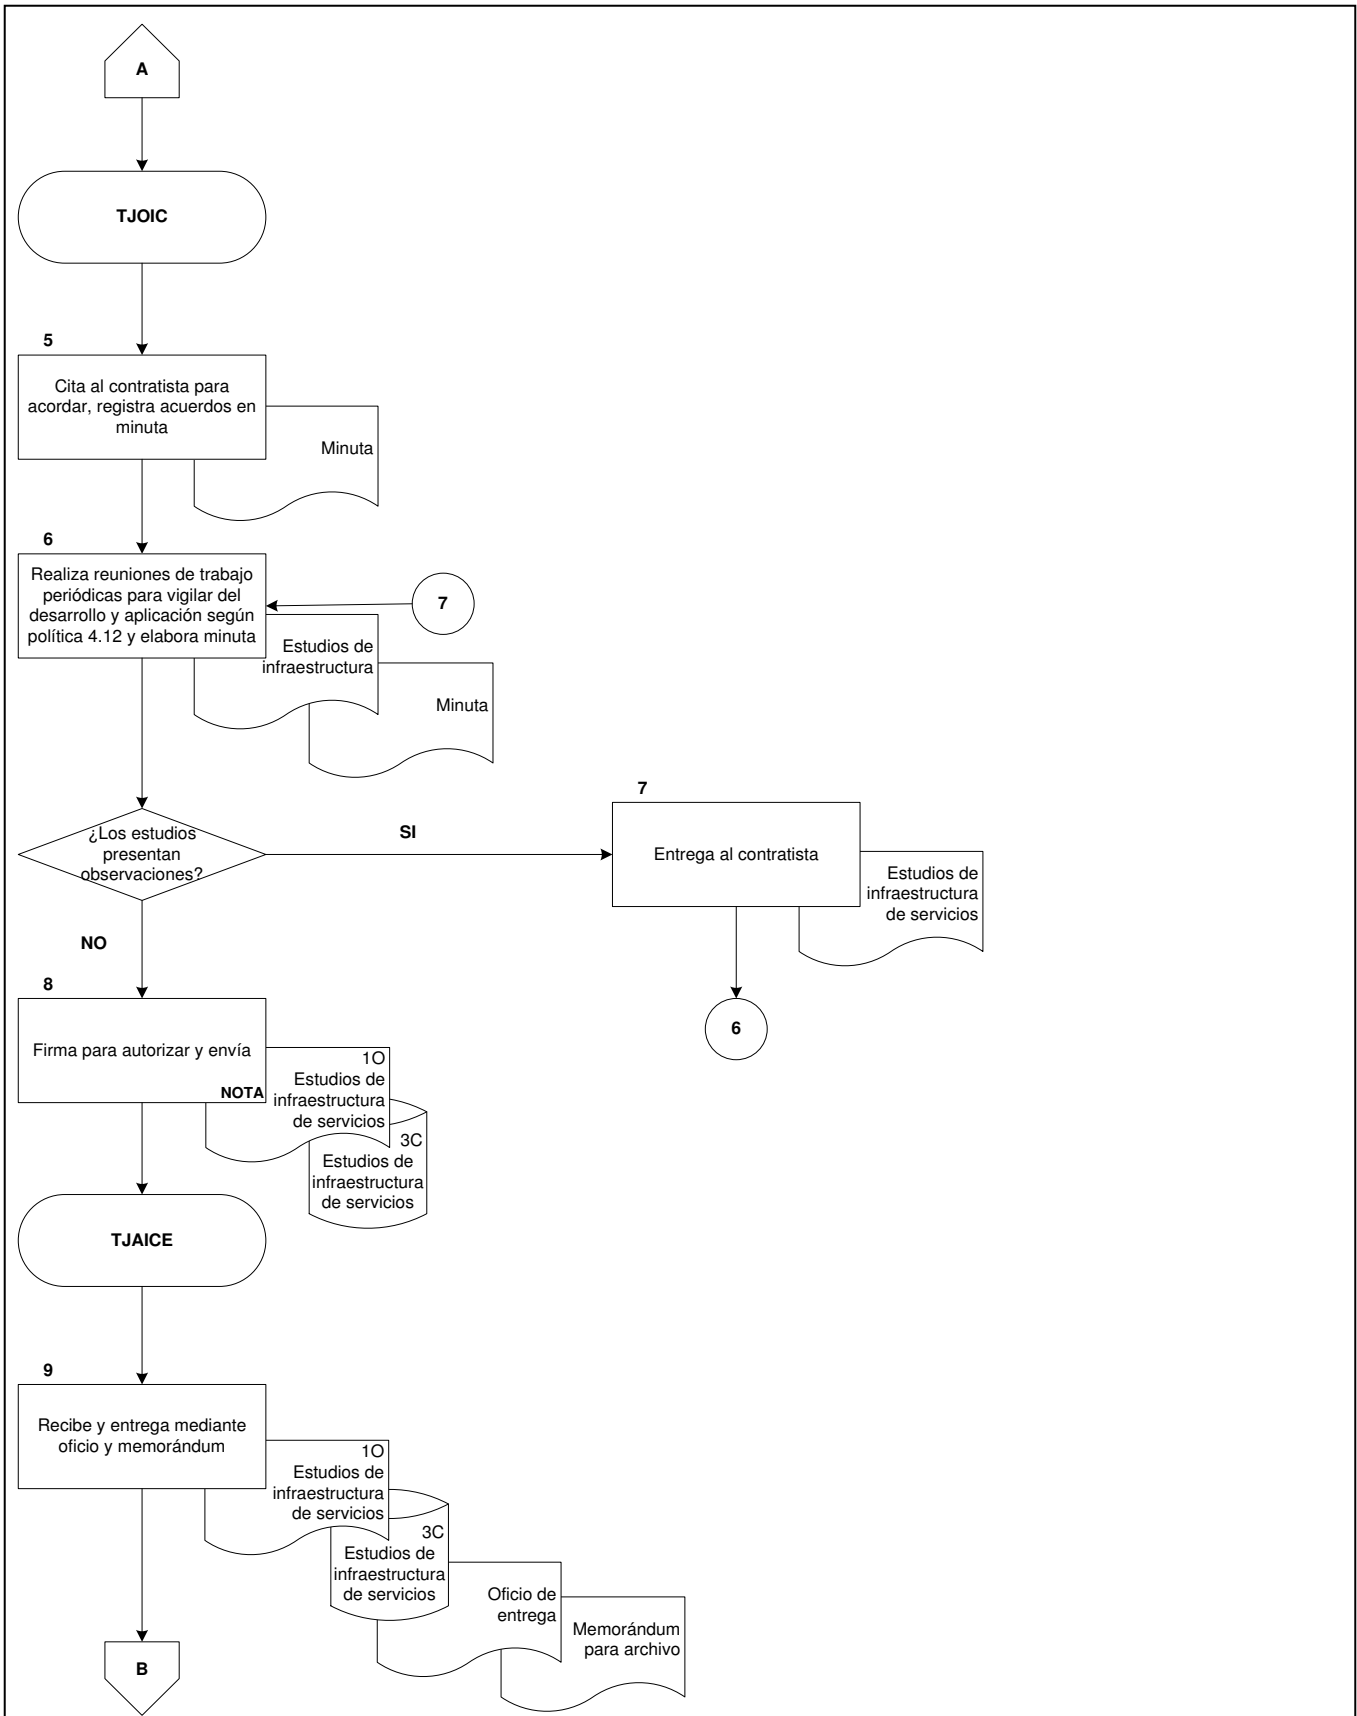 A
TJOIC
5
Cita al contratista para
acordar, registra acuerdos en
minuta
Minuta
6
Realiza reuniones de trabajo
periódicas para vigilar del
desarrollo y aplicación según
política 4.12 y elabora minuta
7
Estudios de
infraestructura
Minuta
¿Los estudios
presentan
observaciones?
SI
7
Entrega al contratista
Estudios de
infraestructura
de servicios
6
NO
8
Firma para autorizar y envía
NOTA
1O
Estudios de
infraestructura
de servicios
3C
Estudios de
infraestructura
de servicios
TJAICE
9
Recibe y entrega mediante
oficio y memorándum
1O
Estudios de
infraestructura
de servicios
3C
Estudios de
infraestructura
de servicios
Oficio de
entrega
Memorándum
para archivo
B